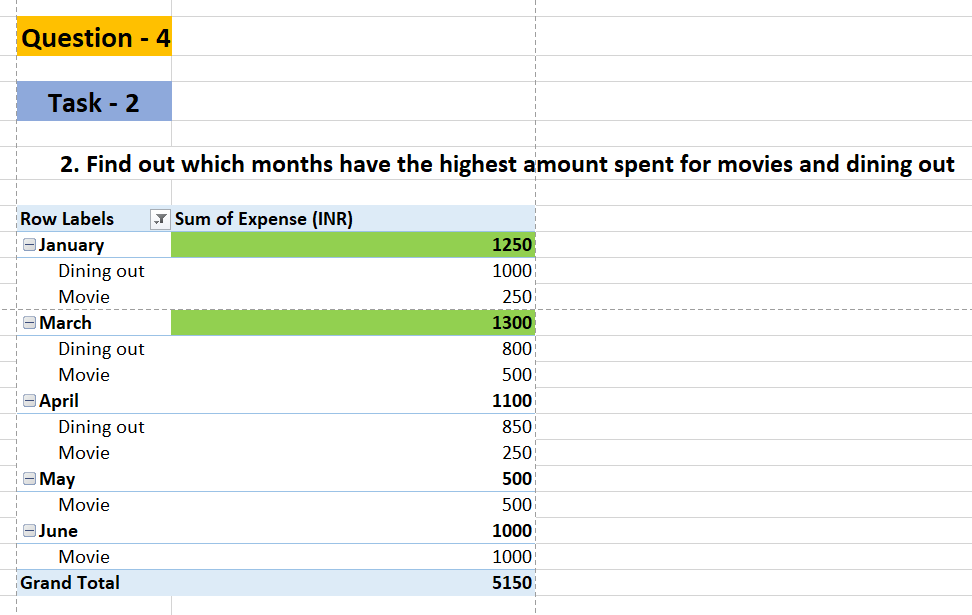 Question - 4
Task - 2
2. Find out which months have the highest amount spent for movies and dining out
Row Labels Sum of Expense (INR)
January 1250
Dining out 1000
Movie 250
March 1300
Dining out 800
Movie 500
April 1100
Dining out 850
Movie 250
May 500
Movie 500
June 1000
Movie 1000
Grand Total 5150